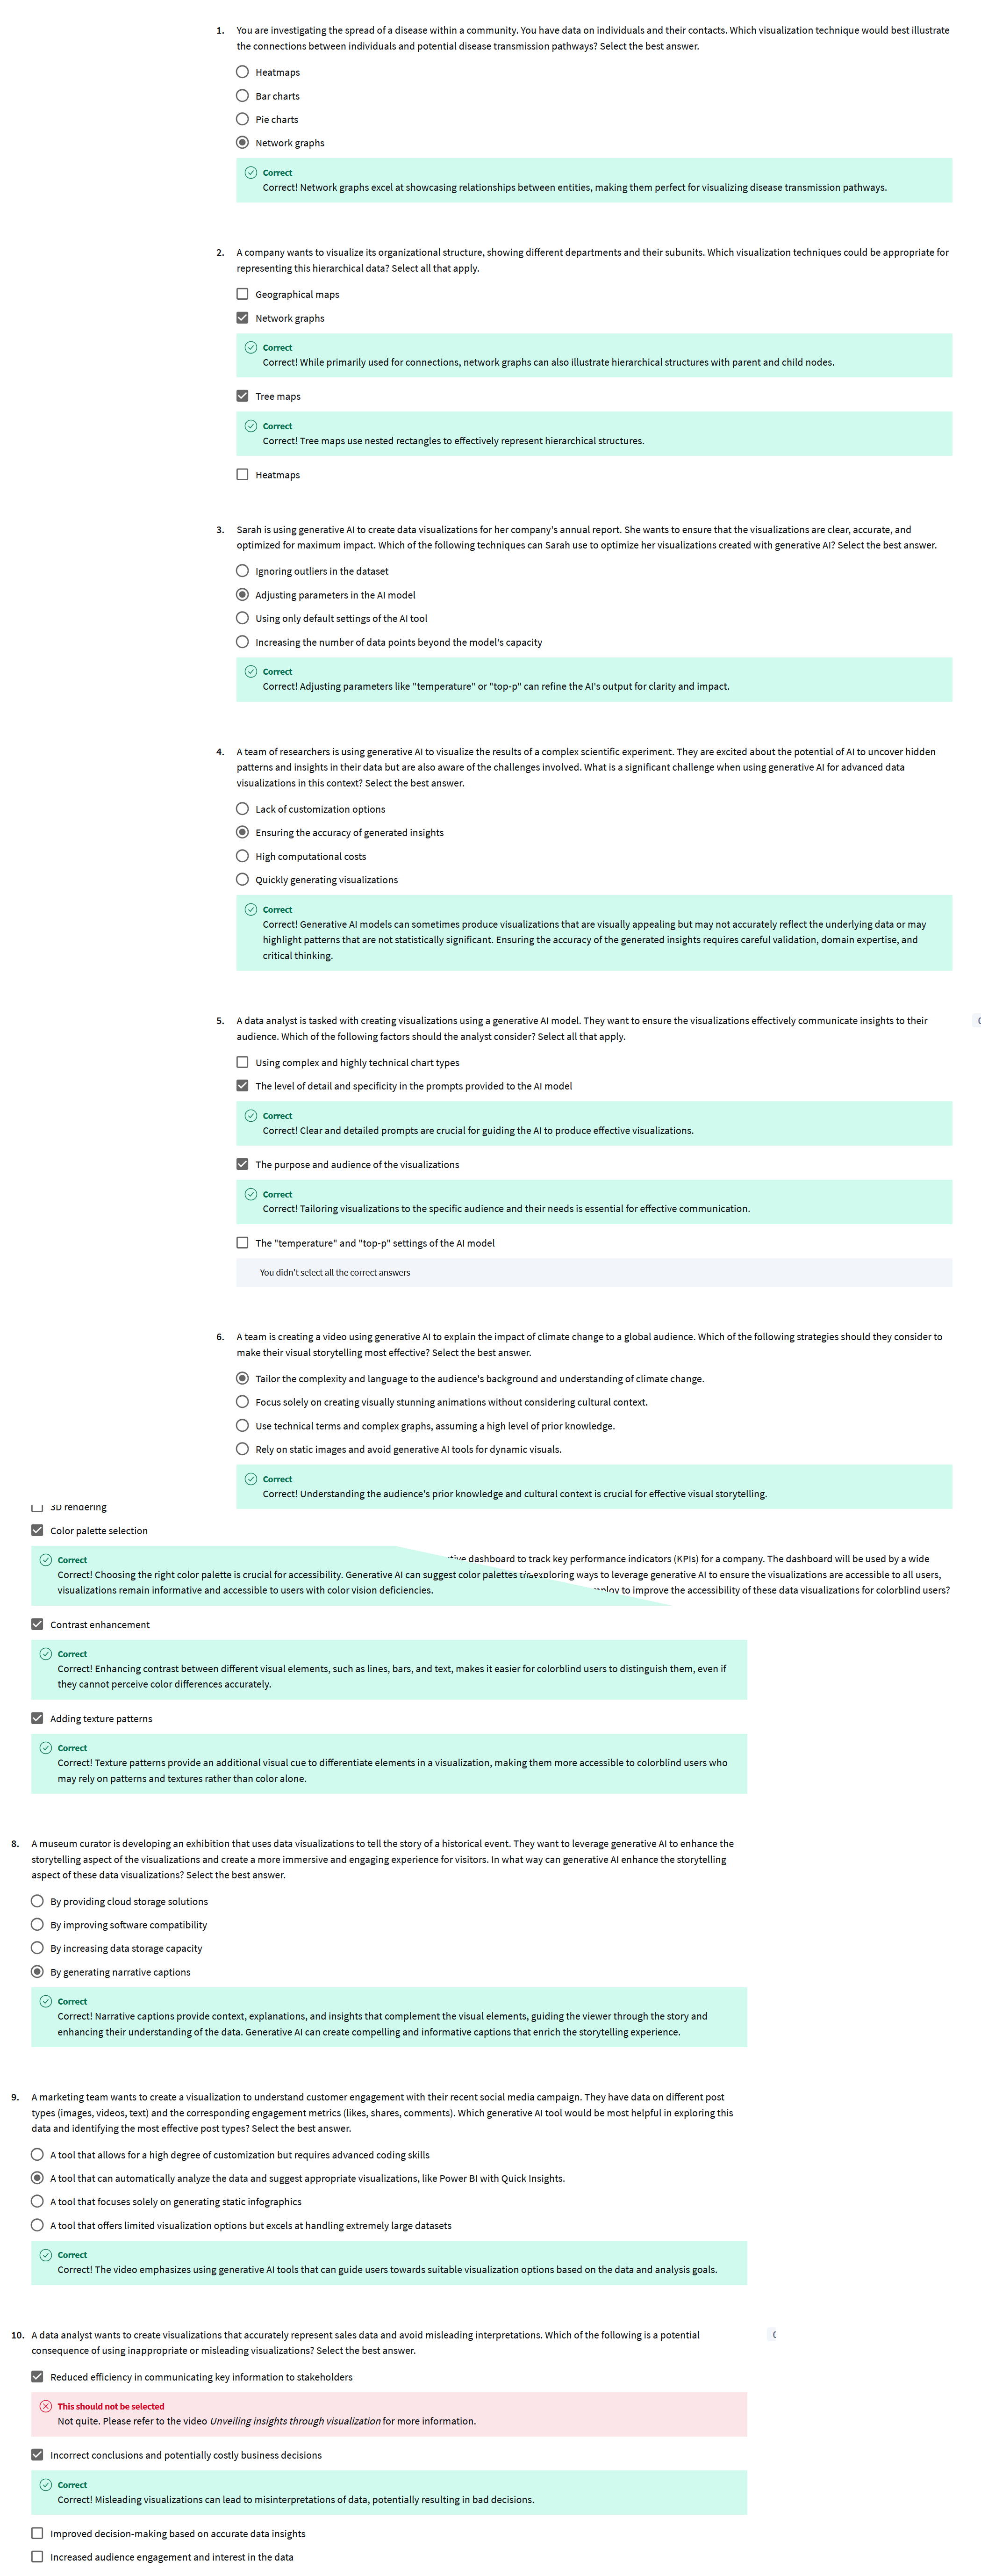 1. You are investigating the spread of a disease within a community. You have data on individuals and their contacts. Which visualization technique would best illustrate
the connections between individuals and potential disease transmission pathways? Select the best answer.
Heatmaps
Bar charts
Pie charts
Network graphs
Correct
Correct! Network graphs excel at showcasing relationships between entities, making them perfect for visualizing disease transmission pathways.
2. A company wants to visualize its organizational structure, showing different departments and their subunits. Which visualization techniques could be appropriate for
representing this hierarchical data? Select all that apply.
Geographical maps
Network graphs
Correct
Correct! While primarily used for connections, network graphs can also illustrate hierarchical structures with parent and child nodes.
Tree maps
Correct
Correct! Tree maps use nested rectangles to effectively represent hierarchical structures.
Heatmaps
3. Sarah is using generative AI to create data visualizations for her company's annual report. She wants to ensure that the visualizations are clear, accurate, and
optimized for maximum impact. Which of the following techniques can Sarah use to optimize her visualizations created with generative AI? Select the best answer.
Ignoring outliers in the dataset
Adjusting parameters in the AI model
Using only default settings of the AI tool
Increasing the number of data points beyond the model's capacity
Correct
Correct! Adjusting parameters like "temperature" or "top-p" can refine the AI's output for clarity and impact.
4. A team of researchers is using generative AI to visualize the results of a complex scientific experiment. They are excited about the potential of AI to uncover hidden
patterns and insights in their data but are also aware of the challenges involved. What is a significant challenge when using generative AI for advanced data
visualizations in this context? Select the best answer.
Lack of customization options
Ensuring the accuracy of generated insights
High computational costs
Quickly generating visualizations
Correct
Correct! Generative AI models can sometimes produce visualizations that are visually appealing but may not accurately reflect the underlying data or may
highlight patterns that are not statistically significant. Ensuring the accuracy of the generated insights requires careful validation, domain expertise, and
critical thinking.
5. A data analyst is tasked with creating visualizations using a generative AI model. They want to ensure the visualizations effectively communicate insights to their
audience. Which of the following factors should the analyst consider? Select all that apply.
Using complex and highly technical chart types
The level of detail and specificity in the prompts provided to the AI model
Correct
Correct! Clear and detailed prompts are crucial for guiding the AI to produce effective visualizations.
The purpose and audience of the visualizations
Correct
Correct! Tailoring visualizations to the specific audience and their needs is essential for effective communication.
The "temperature" and "top-p" settings of the AI model
You didn't select all the correct answers
6. A team is creating a video using generative AI to explain the impact of climate change to a global audience. Which of the following strategies should they consider to
make their visual storytelling most effective? Select the best answer.
Tailor the complexity and language to the audience's background and understanding of climate change.
Focus solely on creating visually stunning animations without considering cultural context.
Use technical terms and complex graphs, assuming a high level of prior knowledge.
Rely on static images and avoid generative AI tools for dynamic visuals.
Correct
Correct! Understanding the audience's prior knowledge and cultural context is crucial for effective visual storytelling.
3D rendering
Color palette selection
dashboard to track key performance indicators (KPIs) for a company. The dashboard will be used by a wide
exploring ways to leverage generative AI to ensure the visualizations are accessible to all users,
to improve the accessibility of these data visualizations for colorblind users?
Correct
Correct! Choosing the right color palette is crucial for accessibility. Generative AI can suggest color palettes
visualizations remain informative and accessible to users with color vision deficiencies.
Contrast enhancement
Correct
Correct! Enhancing contrast between different visual elements, such as lines, bars, and text, makes it easier for colorblind users to distinguish them, even if
they cannot perceive color differences accurately.
Adding texture patterns
Correct
Correct! Texture patterns provide an additional visual cue to differentiate elements in a visualization, making them more accessible to colorblind users who
may rely on patterns and textures rather than color alone.
8. A museum curator is developing an exhibition that uses data visualizations to tell the story of a historical event. They want to leverage generative AI to enhance the
storytelling aspect of the visualizations and create a more immersive and engaging experience for visitors. In what way can generative AI enhance the storytelling
aspect of these data visualizations? Select the best answer.
By providing cloud storage solutions
By improving software compatibility
By increasing data storage capacity
By generating narrative captions
Correct
Correct! Narrative captions provide context, explanations, and insights that complement the visual elements, guiding the viewer through the story and
enhancing their understanding of the data. Generative AI can create compelling and informative captions that enrich the storytelling experience.
9. A marketing team wants to create a visualization to understand customer engagement with their recent social media campaign. They have data on different post
types (images, videos, text) and the corresponding engagement metrics (likes, shares, comments). Which generative AI tool would be most helpful in exploring this
data and identifying the most effective post types? Select the best answer.
A tool that allows for a high degree of customization but requires advanced coding skills
A tool that can automatically analyze the data and suggest appropriate visualizations, like Power BI with Quick Insights.
A tool that focuses solely on generating static infographics
A tool that offers limited visualization options but excels at handling extremely large datasets
Correct
Correct! The video emphasizes using generative AI tools that can guide users towards suitable visualization options based on the data and analysis goals.
10. A data analyst wants to create visualizations that accurately represent sales data and avoid misleading interpretations. Which of the following is a potential
consequence of using inappropriate or misleading visualizations? Select the best answer.
Reduced efficiency in communicating key information to stakeholders
This should not be selected
Not quite. Please refer to the video Unveiling insights through visualization for more information.
Incorrect conclusions and potentially costly business decisions
Correct
Correct! Misleading visualizations can lead to misinterpretations of data, potentially resulting in bad decisions.
Improved decision-making based on accurate data insights
Increased audience engagement and interest in the data